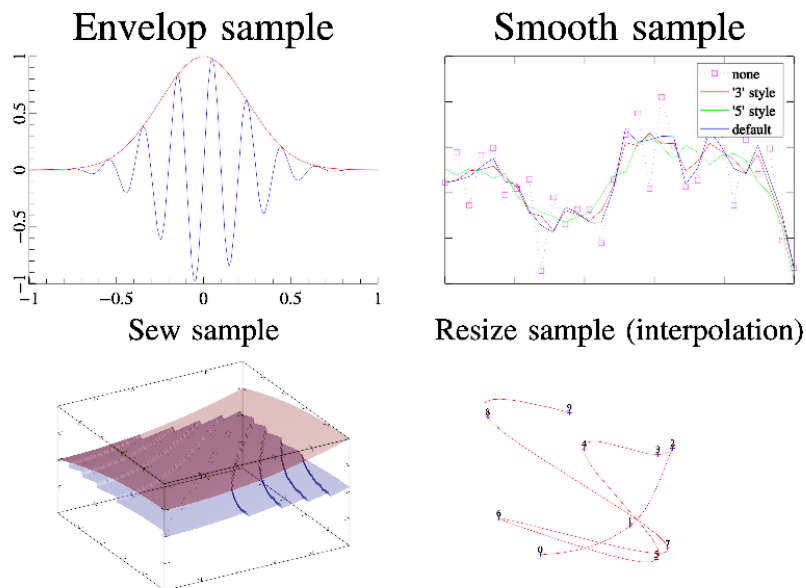 Envelop sample
Smooth sample
1
0.5
0
−0.5
−1
−1
−0.5
0
0.5
1
none
'3' style
'5' style
default
Sew sample
Resize sample (interpolation)
8
9
4
3
2
6
1
7
0
5